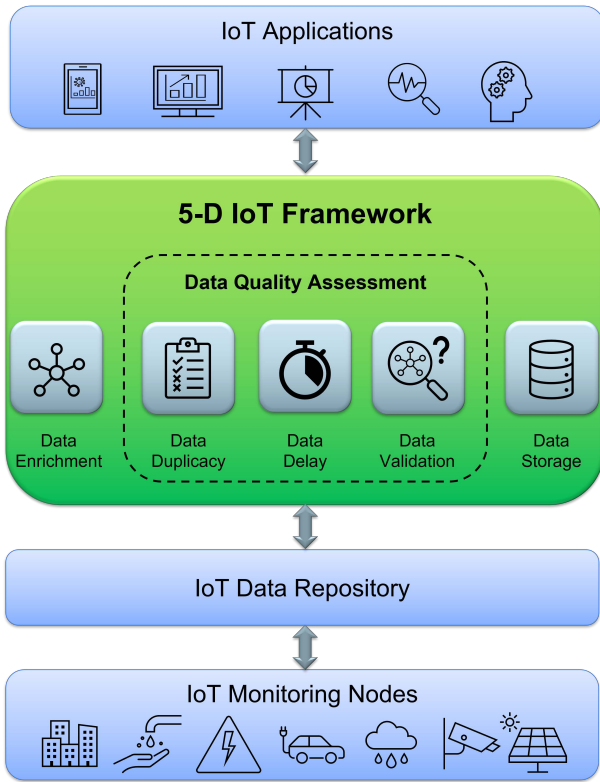 IoT Applications
5-D IoT Framework
Data Quality Assessment
?
Data
Enrichment
Data
Duplicacy
Data
Delay
Data
Validation
Data
Storage
IoT Data Repository
IoT Monitoring Nodes